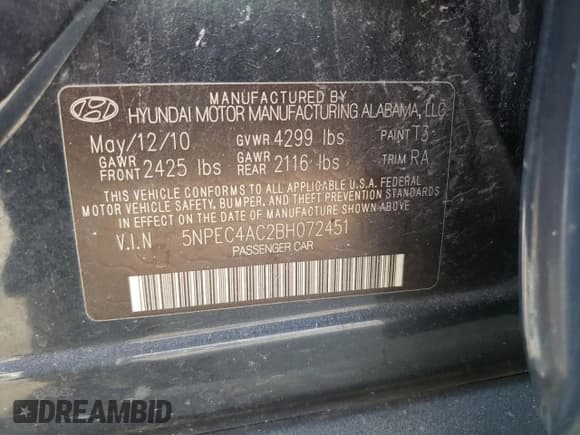 MANUFACTURED BY
HYUNDAI MOTOR MANUFACTURING ALABAMA, LLC
May/12/10 GVWR 4299 lbs PAINT T3
GAWR FRONT 2425 lbs GAWR REAR 2116 lbs TRIM RA
THIS VEHICLE CONFORMS TO ALL APPLICABLE U.S.A. FEDERAL
MOTOR VEHICLE SAFETY, BUMPER, AND THEFT PREVENTION STANDARDS
IN EFFECT ON THE DATE OF MANUFACTURE SHOWN ABOVE.
V.I.N 5NPEC4AC2BH072451
PASSENGER CAR
DREAMBID